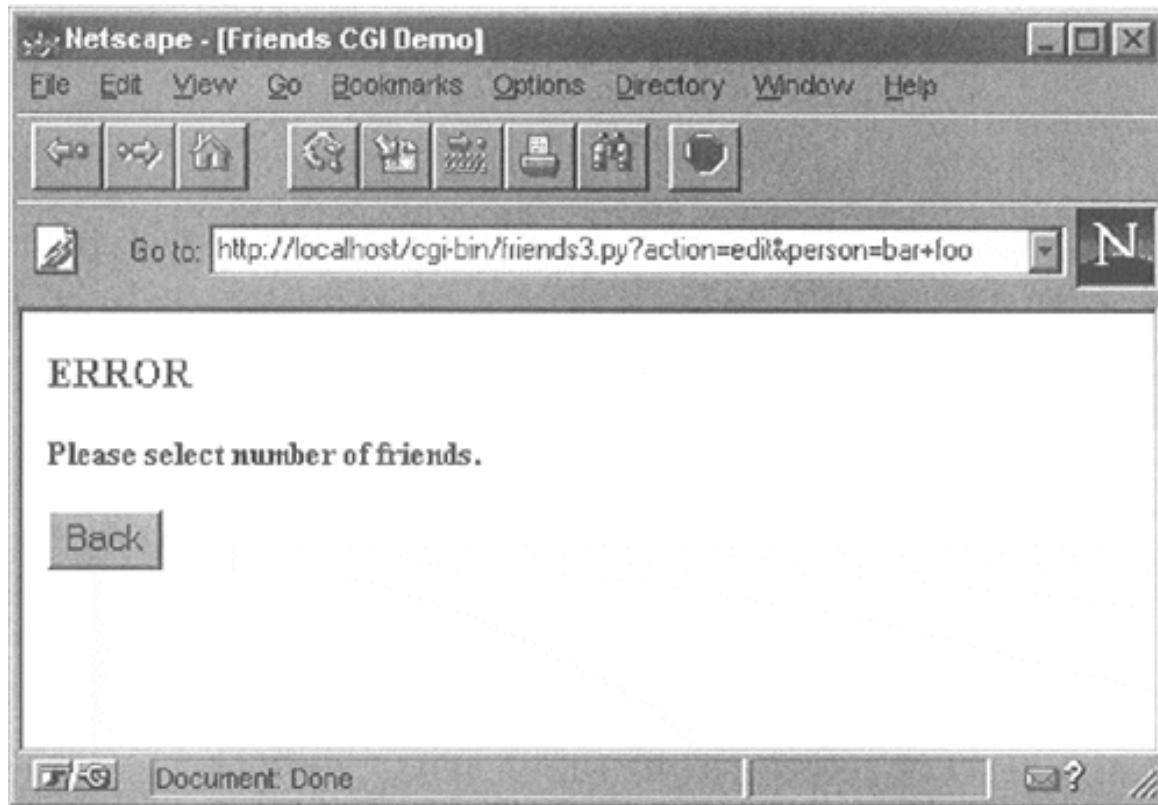 Netscape - [Friends CGI Demo]
File Edit View Go Bookmarks Options Directory Window Help
Go to: http://localhost/cgi-bin/friends3.py?action=edit&person=bar+foo
N
ERROR
Please select number of friends.
Back
Document: Done